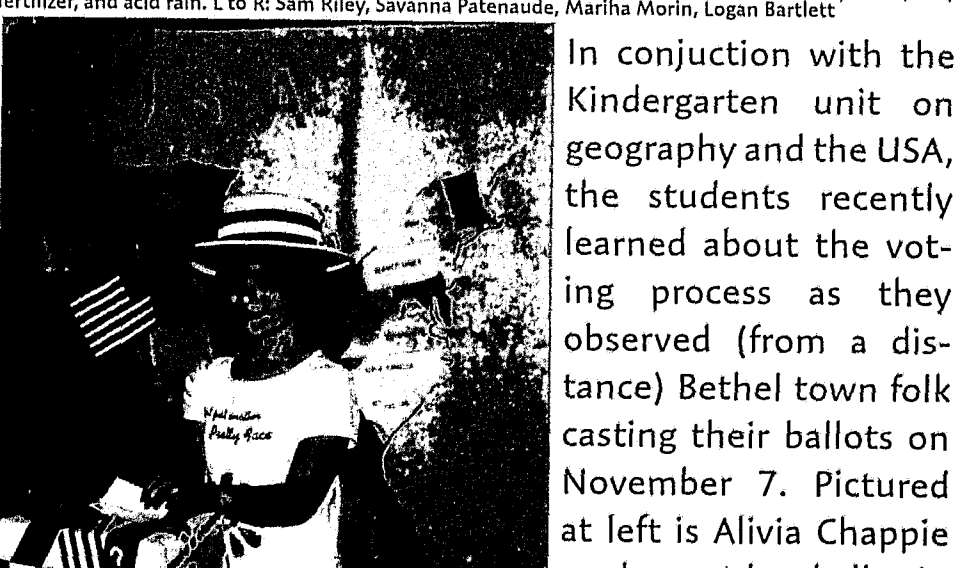 fertilizer, and acid rain. L to R: Sam Riley, Savanna Patenaude, Mariha Morin, Logan Bartlett
In conjuction with the
Kindergarten unit on
geography and the USA,
the students recently
learned about the vot-
ing process as they
observed (from a dis-
tance) Bethel town folk
casting their ballots on
November 7. Pictured
at left is Alivia Chappie
Pretty Face